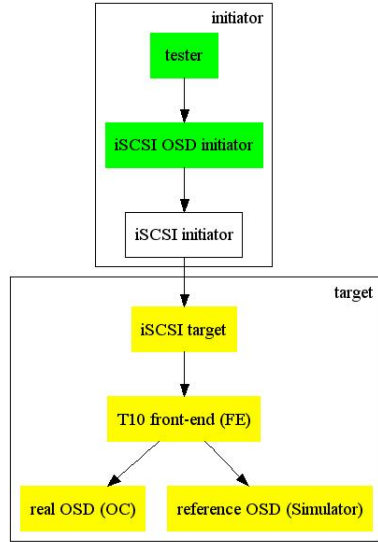 initiator
tester
iSCSI OSD initiator
iSCSI initiator
target
iSCSI target
T10 front-end (FE)
real OSD (OC)
reference OSD (Simulator)